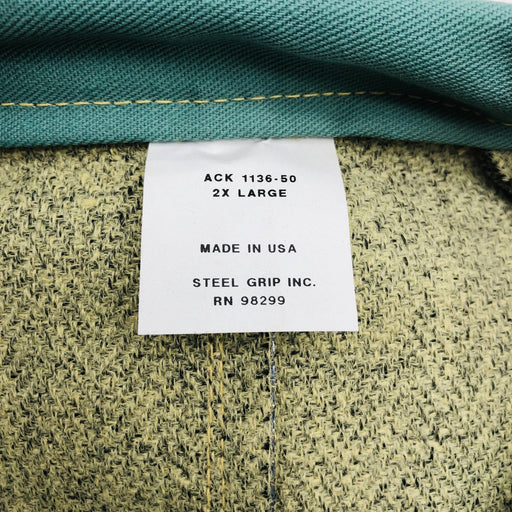 ACK 1136-50
2X LARGE
MADE IN USA
STEEL GRIP INC.
RN 98299